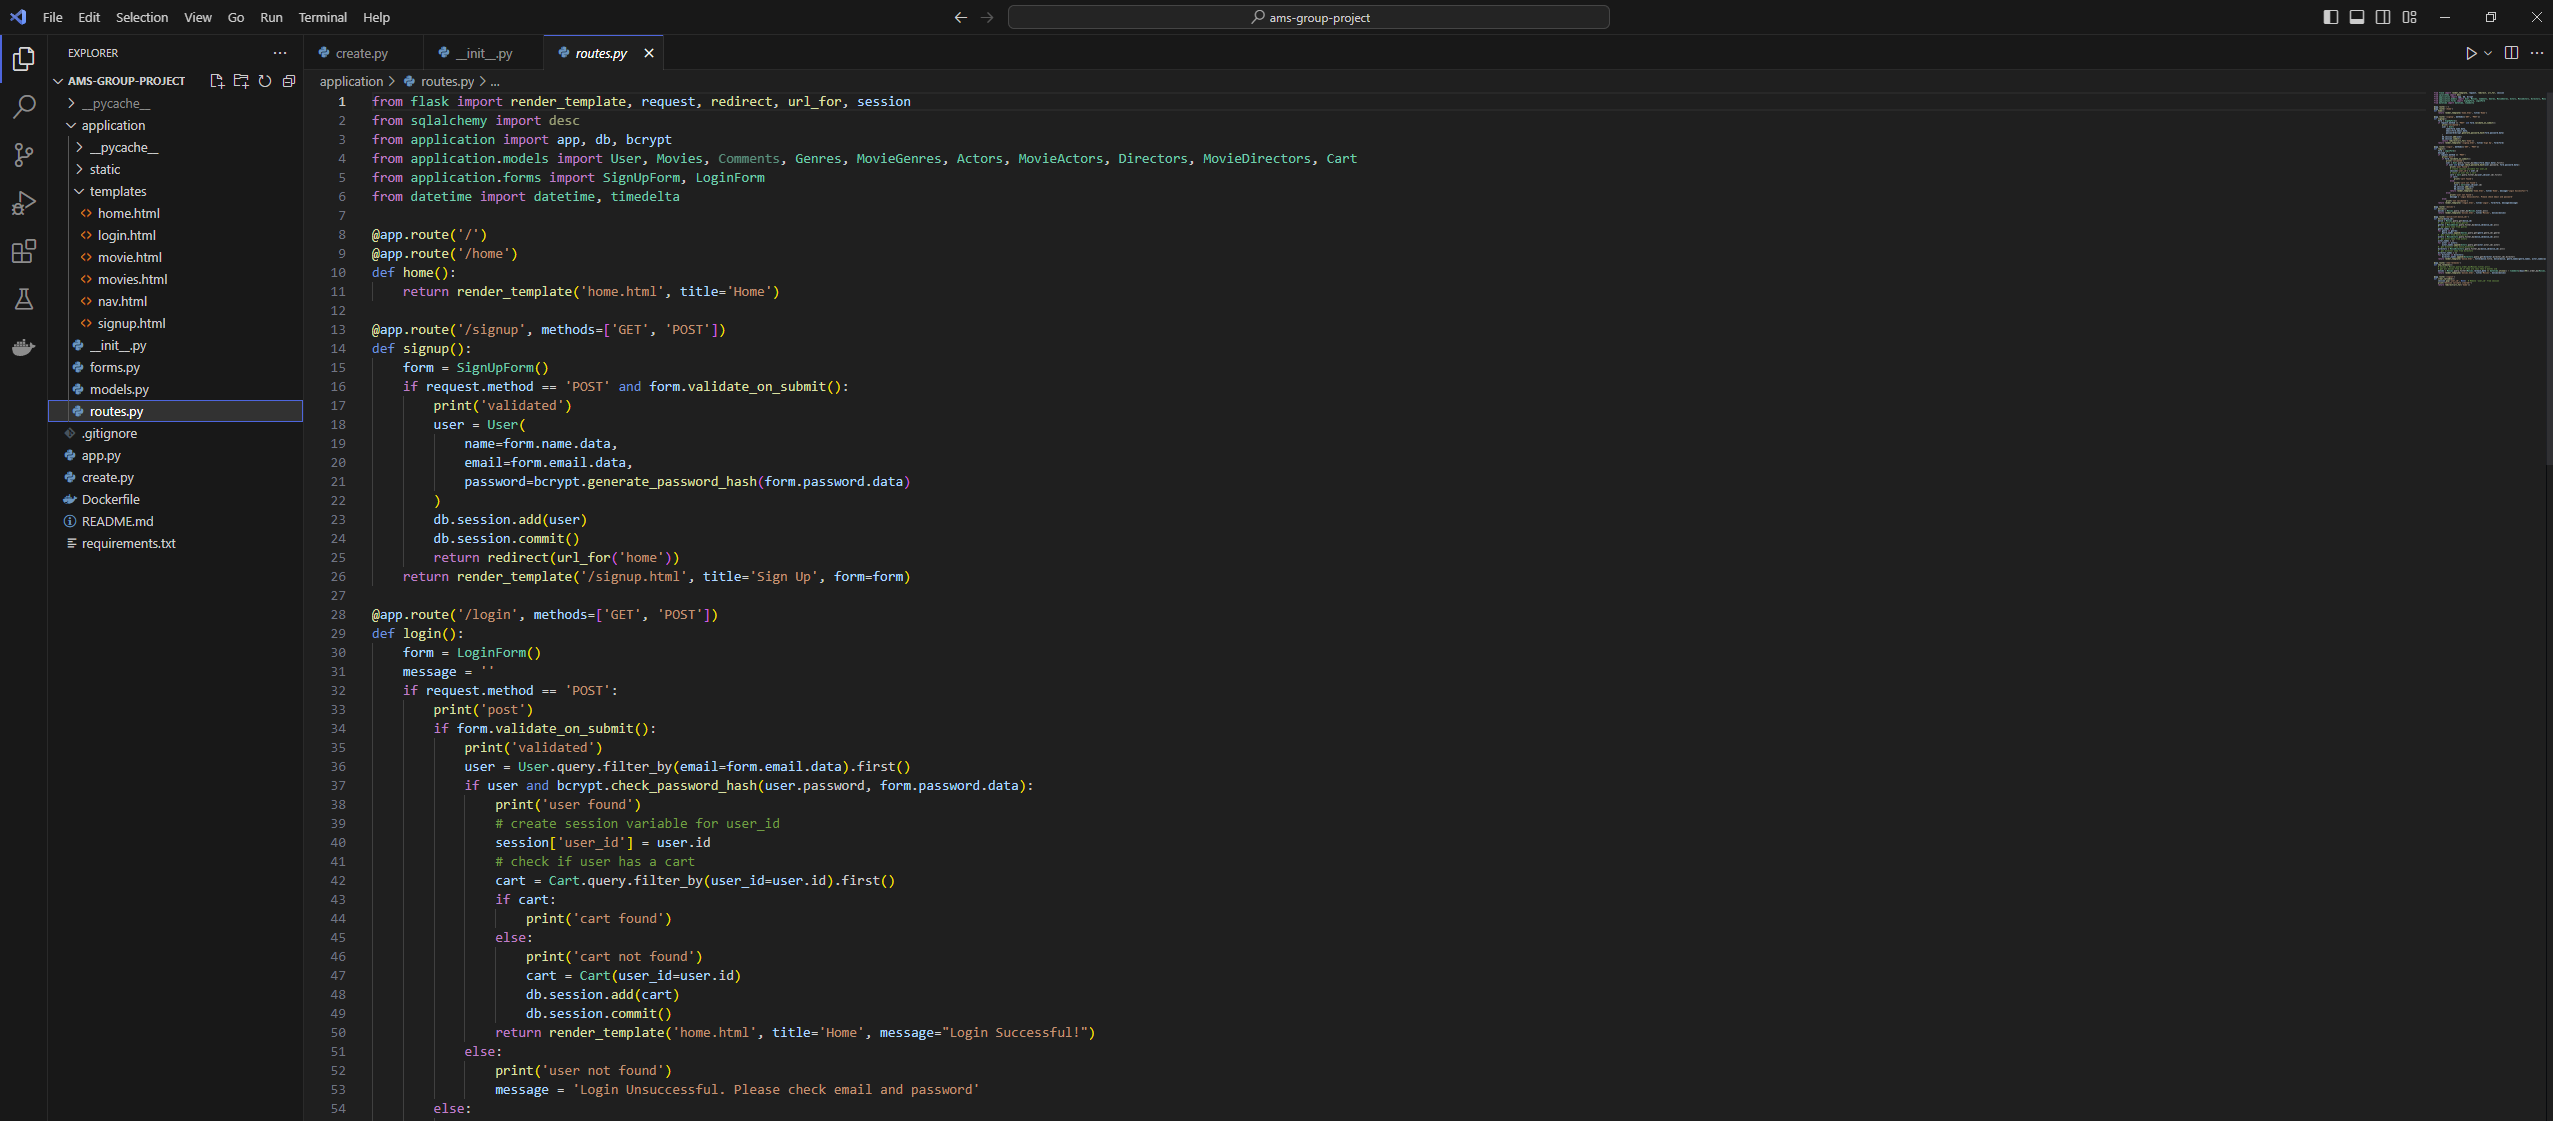 File Edit Selection View Go Run Terminal Help
ams-group-project
EXPLORER
AMS-GROUP-PROJECT
__pycache__
application
__pycache__
static
templates
home.html
login.html
movie.html
movies.html
nav.html
signup.html
__init__.py
forms.py
models.py
routes.py
.gitignore
app.py
create.py
Dockerfile
README.md
requirements.txt
create.py __init__.py routes.py
application > routes.py > ...
1 from flask import render_template, request, redirect, url_for, session
2 from sqlalchemy import desc
3 from application import app, db, bcrypt
4 from application.models import User, Movies, Comments, Genres, MovieGenres, Actors, MovieActors, Directors, MovieDirectors, Cart
5 from application.forms import SignUpForm, LoginForm
6 from datetime import datetime, timedelta
7
8 @app.route('/')
9 @app.route('/home')
10 def home():
11     return render_template('home.html', title='Home')
12
13 @app.route('/signup', methods=['GET', 'POST'])
14 def signup():
15     form = SignUpForm()
16     if request.method == 'POST' and form.validate_on_submit():
17         print('validated')
18         user = User(
19             name=form.name.data,
20             email=form.email.data,
21             password=bcrypt.generate_password_hash(form.password.data)
22         )
23         db.session.add(user)
24         db.session.commit()
25         return redirect(url_for('home'))
26     return render_template('/signup.html', title='Sign Up', form=form)
27
28 @app.route('/login', methods=['GET', 'POST'])
29 def login():
30     form = LoginForm()
31     message = ''
32     if request.method == 'POST':
33         print('post')
34         if form.validate_on_submit():
35             print('validated')
36             user = User.query.filter_by(email=form.email.data).first()
37             if user and bcrypt.check_password_hash(user.password, form.password.data):
38                 print('user found')
39                 # create session variable for user_id
40                 session['user_id'] = user.id
41                 # check if user has a cart
42                 cart = Cart.query.filter_by(user_id=user.id).first()
43                 if cart:
44                     print('cart found')
45                 else:
46                     print('cart not found')
47                     cart = Cart(user_id=user.id)
48                     db.session.add(cart)
49                     db.session.commit()
50                 return render_template('home.html', title='Home', message="Login Successful!")
51             else:
52                 print('user not found')
53                 message = 'Login Unsuccessful. Please check email and password'
54         else: